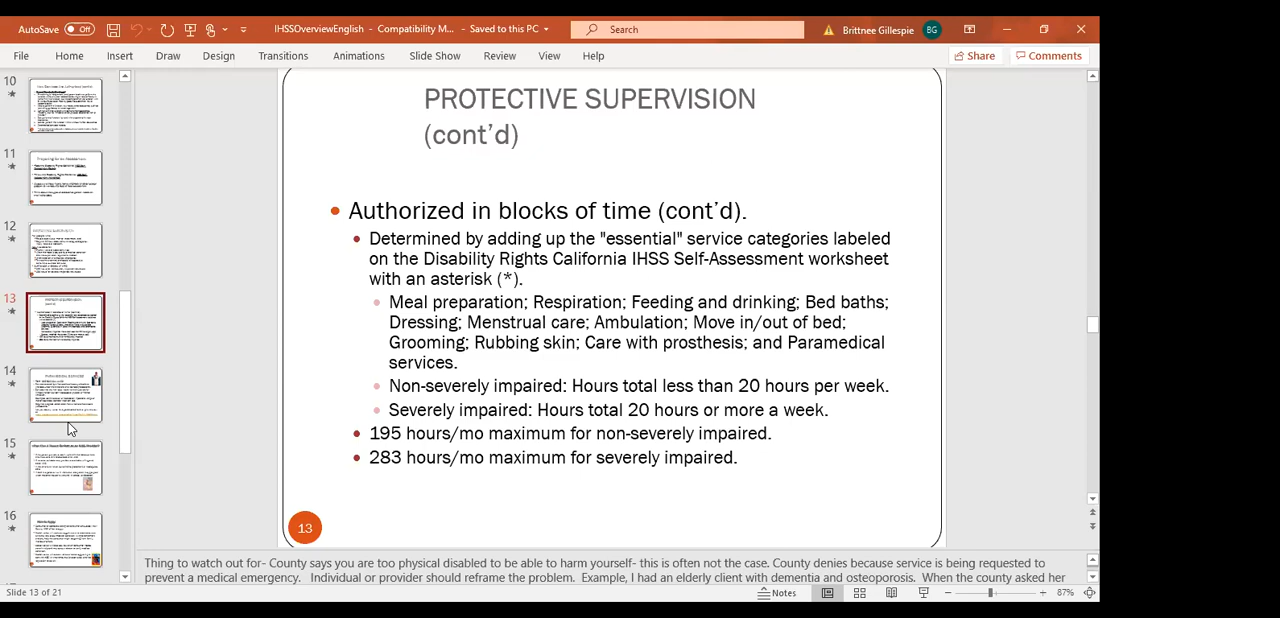 AutoSave Off IHSSOverviewEnglish - Compatibility M... - Saved to this PC Search Brittnee Gillespie BG
File Home Insert Draw Design Transitions Animations Slide Show Review View Help Share Comments
10
11
12
13
14
15
16
PROTECTIVE SUPERVISION
(cont’d)
• Authorized in blocks of time (cont’d).
• Determined by adding up the "essential" service categories labeled
on the Disability Rights California IHSS Self-Assessment worksheet
with an asterisk (*).
• Meal preparation; Respiration; Feeding and drinking; Bed baths;
Dressing; Menstrual care; Ambulation; Move in/out of bed;
Grooming; Rubbing skin; Care with prosthesis; and Paramedical
services.
• Non-severely impaired: Hours total less than 20 hours per week.
• Severely impaired: Hours total 20 hours or more a week.
• 195 hours/mo maximum for non-severely impaired.
• 283 hours/mo maximum for severely impaired.
13
Thing to watch out for- County says you are too physical disabled to be able to harm yourself- this is often not the case. County denies because service is being requested to
prevent a medical emergency. Individual or provider should reframe the problem. Example, I had an elderly client with dementia and osteoporosis. When the county asked her
Slide 13 of 21 Notes 87%